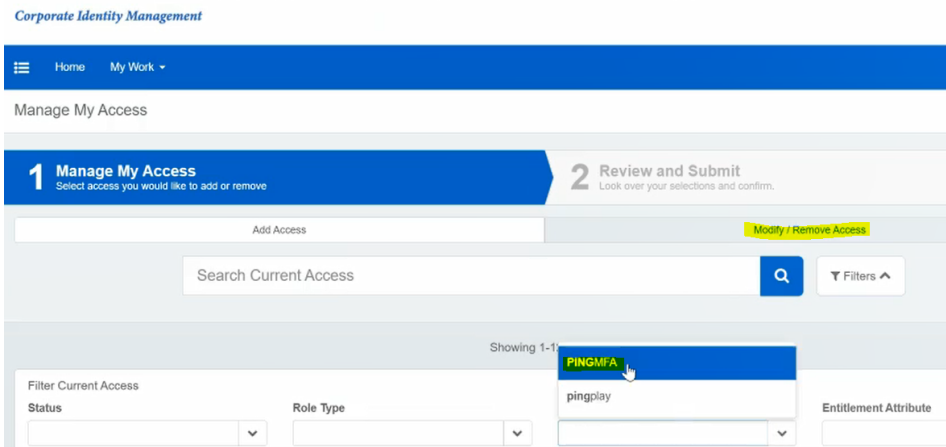 Corporate Identity Management
Home My Work
Manage My Access
1 Manage My Access
Select access you would like to add or remove
2 Review and Submit
Look over your selections and confirm.
Add Access
Modify / Remove Access
Search Current Access
Filters
Showing 1-1
PINGMFA
pingplay
Filter Current Access
Status
Role Type
Entitlement Attribute